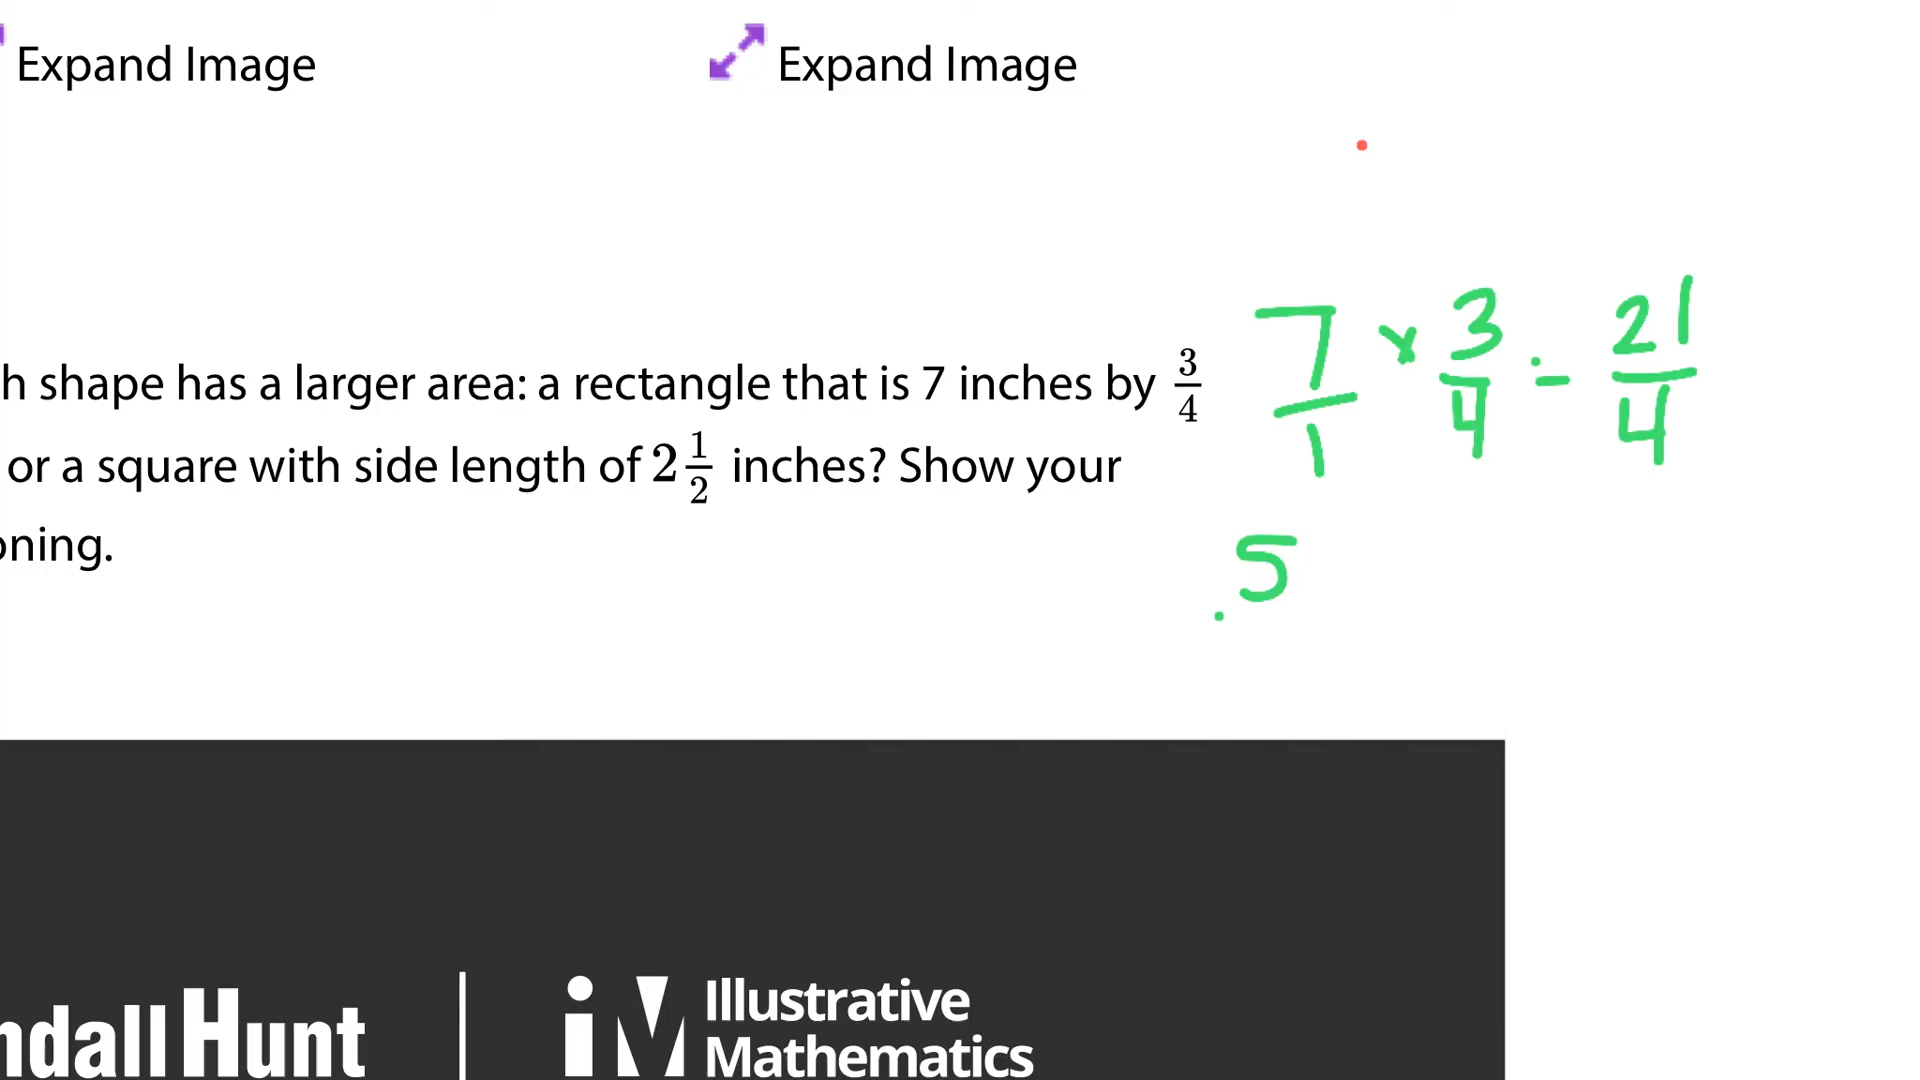 Expand Image Expand Image
h shape has a larger area: a rectangle that is 7 inches by 3/4
or a square with side length of 2 1/2 inches? Show your
oning.
7/1 × 3/4 = 21/4
5
ndall Hunt | iM Illustrative Mathematics